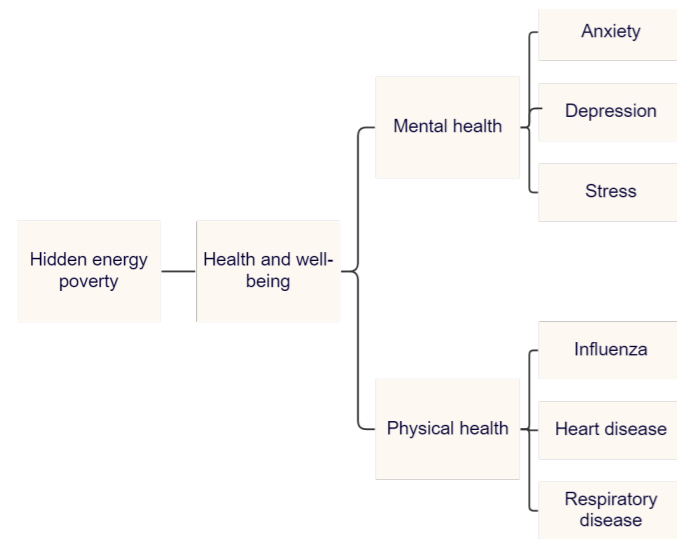 Anxiety
Mental health
Depression
Stress
Hidden energy
poverty
Health and well-
being
Influenza
Physical health
Heart disease
Respiratory
disease